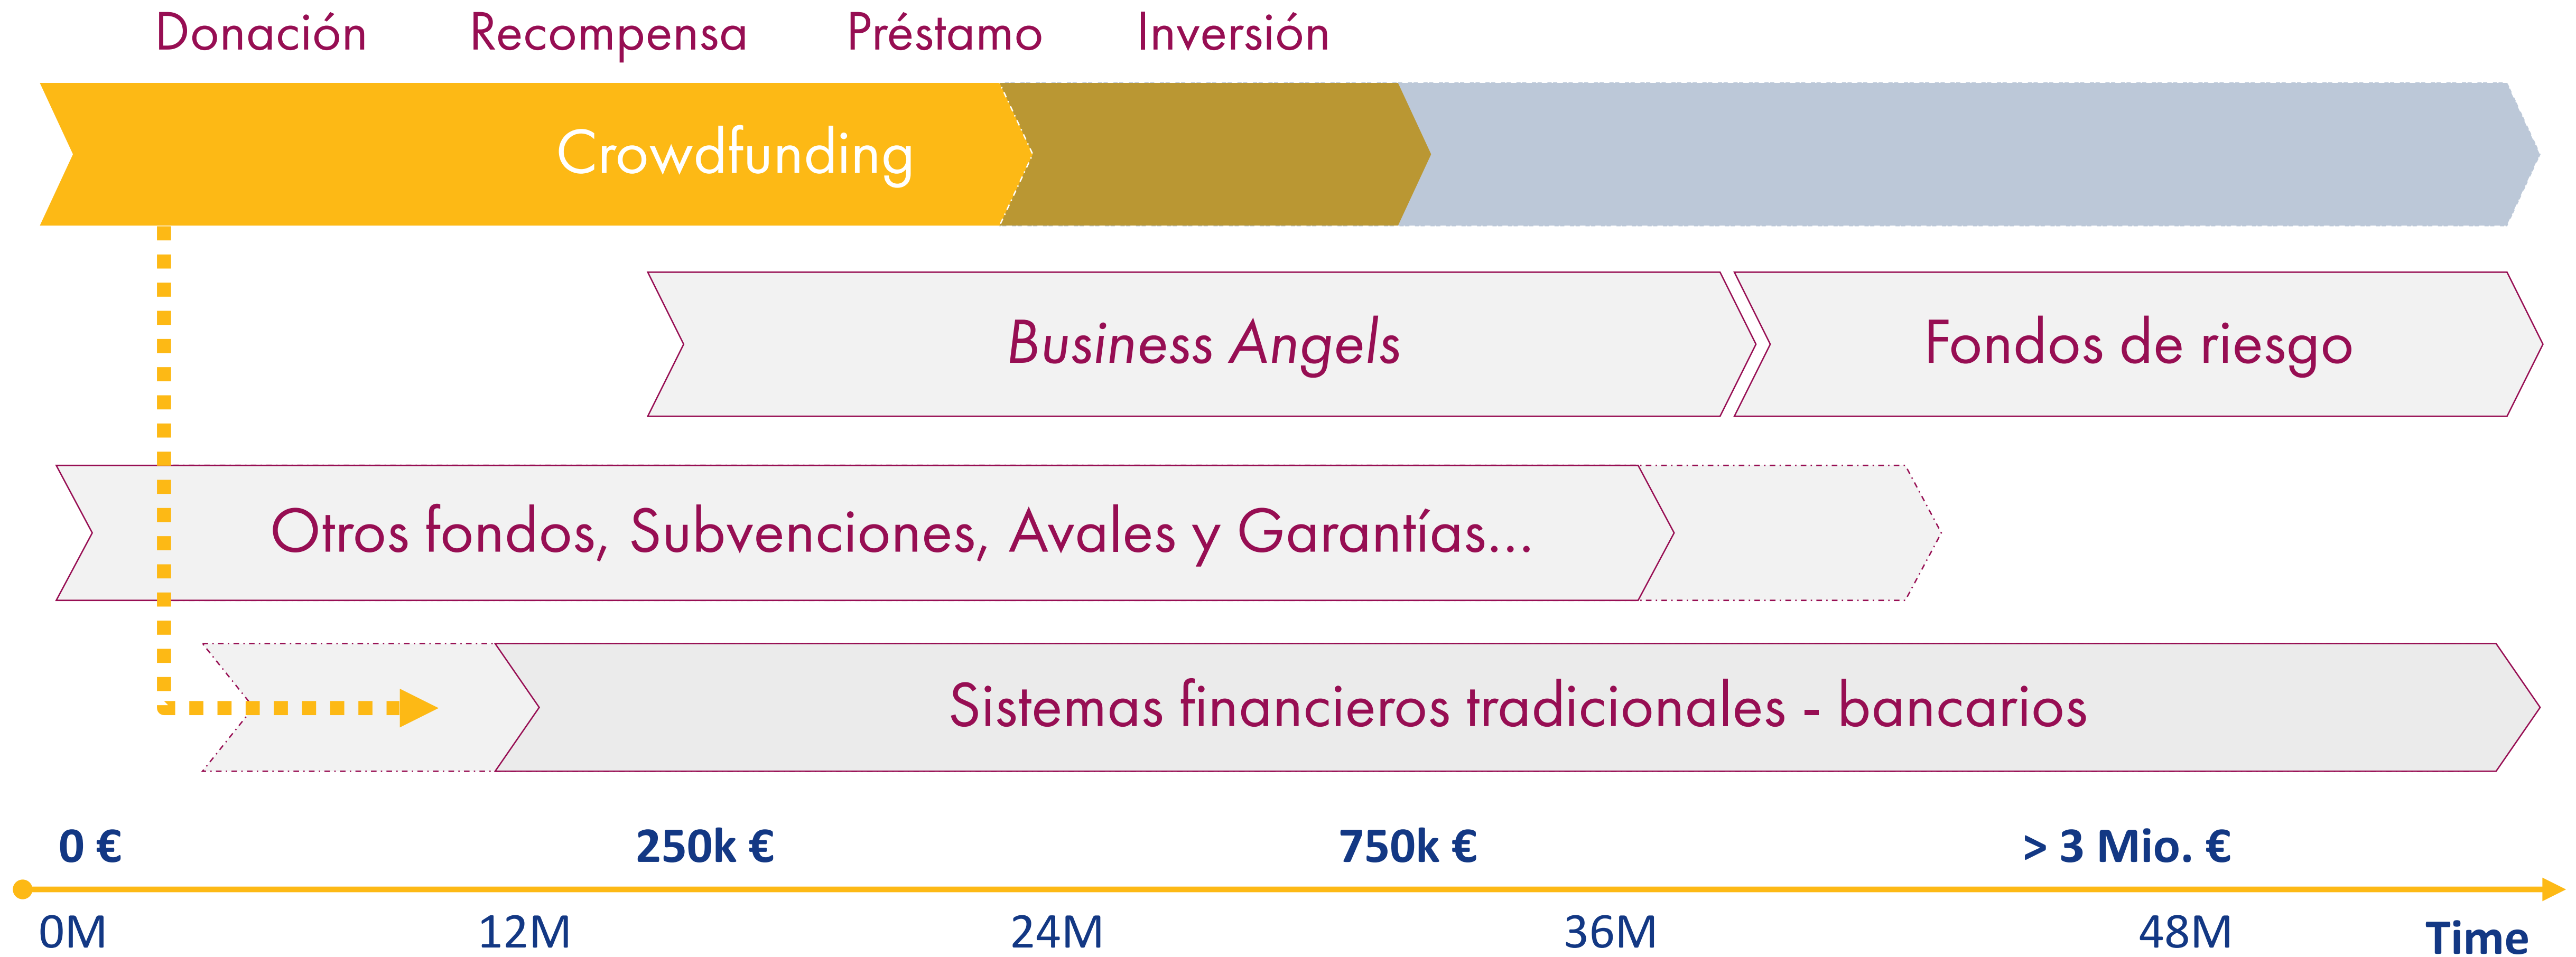 Donación Recompensa Préstamo Inversión
Crowdfunding
Business Angels Fondos de riesgo
Otros fondos, Subvenciones, Avales y Garantías...
Sistemas financieros tradicionales - bancarios
0 € 250k € 750k € > 3 Mio. €
0M 12M 24M 36M 48M Time